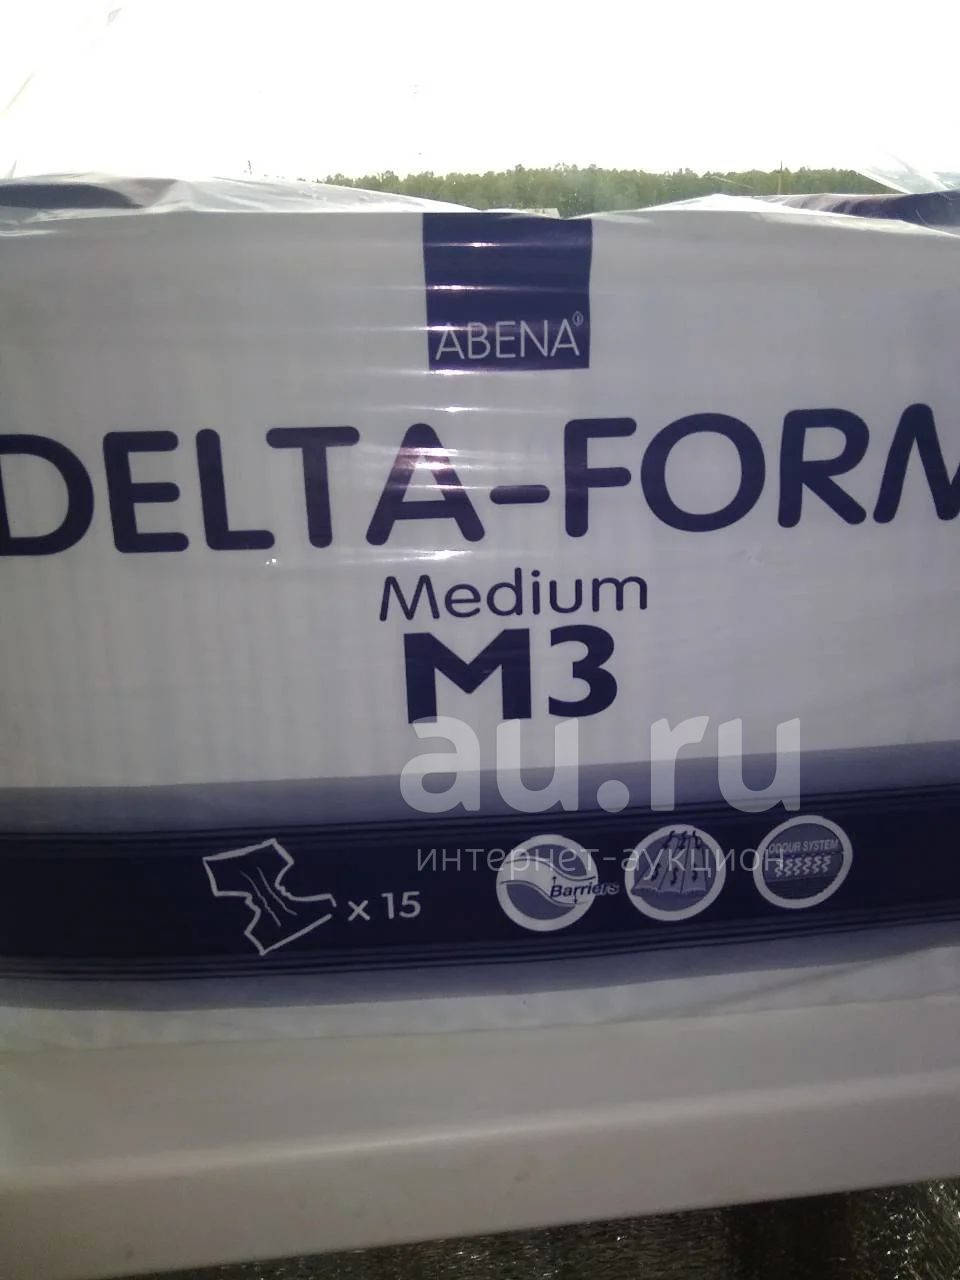 ABENA®
DELTA-FORM
Medium
M3
au.ru
интернет-аукцион
x 15
Barriers
ODOUR SYSTEM